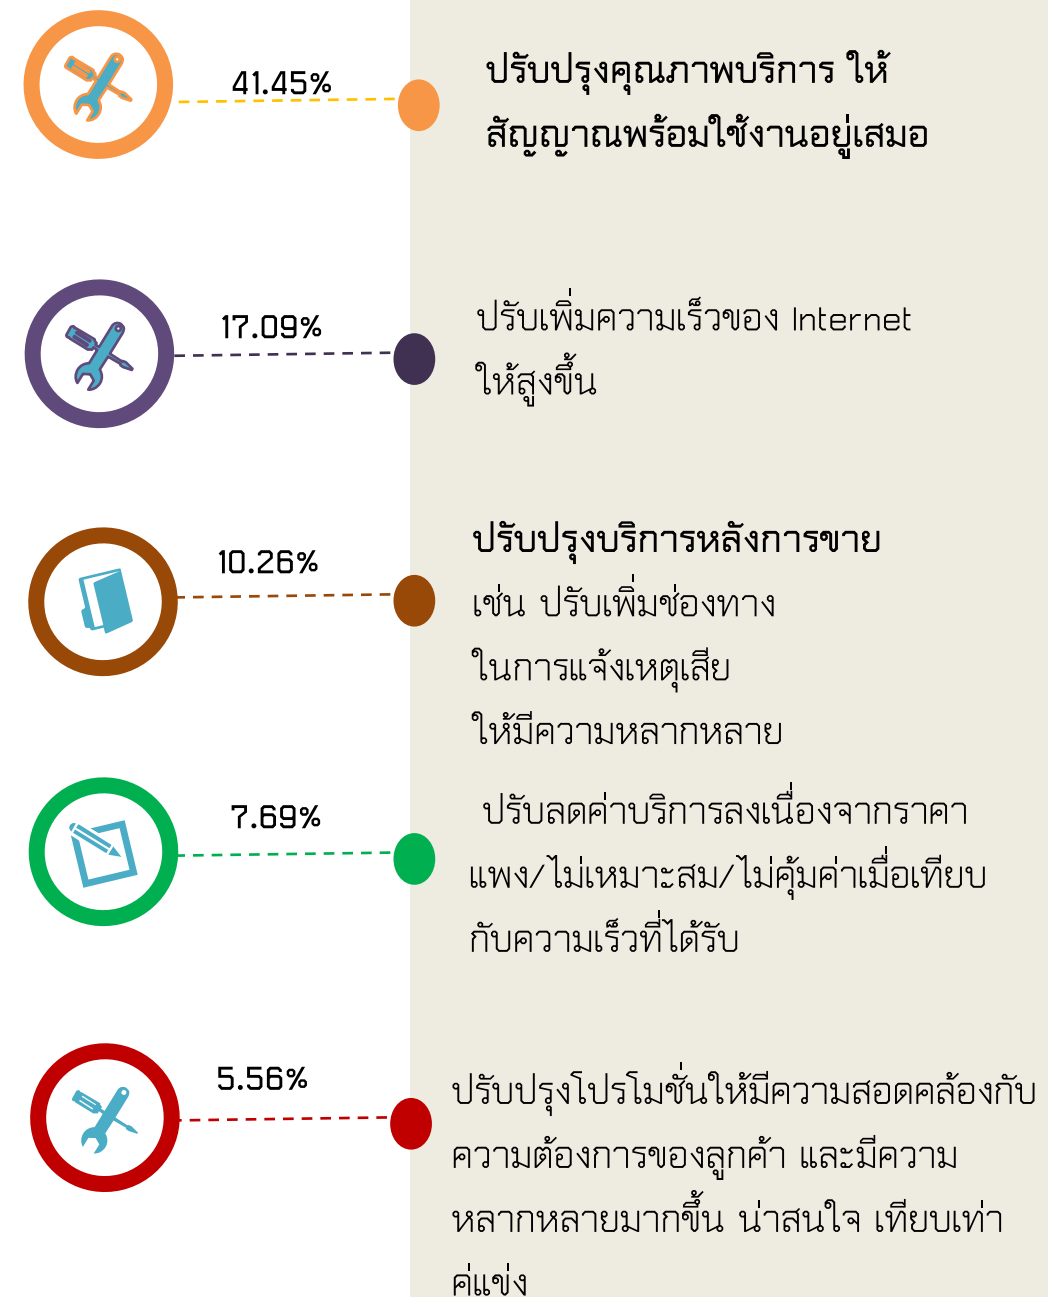 41.45%
ปรับปรุงคุณภาพบริการ ให้
สัญญาณพร้อมใช้งานอยู่เสมอ
17.09%
ปรับเพิ่มความเร็วของ Internet
ให้สูงขึ้น
10.26%
ปรับปรุงบริการหลังการขาย
เช่น ปรับเพิ่มช่องทาง
ในการแจ้งเหตุเสีย
ให้มีความหลากหลาย
7.69%
ปรับลดค่าบริการลงเนื่องจากราคา
แพง/ไม่เหมาะสม/ไม่คุ้มค่าเมื่อเทียบ
กับความเร็วที่ได้รับ
5.56%
ปรับปรุงโปรโมชั่นให้มีความสอดคล้องกับ
ความต้องการของลูกค้า และมีความ
หลากหลายมากขึ้น น่าสนใจ เทียบเท่า
คู่แข่ง